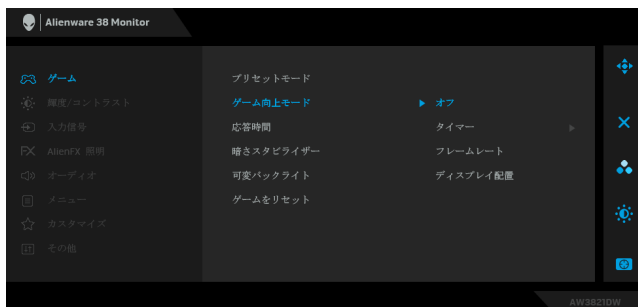 Alienware 38 Monitor
ゲーム
輝度/コントラスト
入力信号
AlienFX 照明
オーディオ
メニュー
カスタマイズ
その他
プリセットモード
ゲーム向上モード
応答時間
暗さスタビライザー
可変バックライト
ゲームをリセット
オフ
タイマー
フレームレート
ディスプレイ配置
AW3821DW